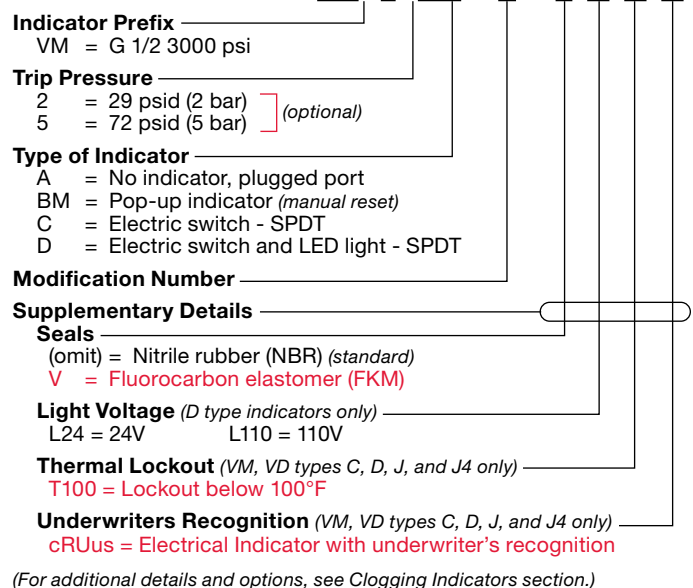 Indicator Prefix
VM = G 1/2 3000 psi
Trip Pressure
2 = 29 psid (2 bar)
5 = 72 psid (5 bar)
(optional)
Type of Indicator
A = No indicator, plugged port
BM = Pop-up indicator (manual reset)
C = Electric switch - SPDT
D = Electric switch and LED light - SPDT
Modification Number
Supplementary Details
Seals
(omit) = Nitrile rubber (NBR) (standard)
V = Fluorocarbon elastomer (FKM)
Light Voltage (D type indicators only)
L24 = 24V L110 = 110V
Thermal Lockout (VM, VD types C, D, J, and J4 only)
T100 = Lockout below 100°F
Underwriters Recognition (VM, VD types C, D, J, and J4 only)
cRUus = Electrical Indicator with underwriter's recognition
(For additional details and options, see Clogging Indicators section.)